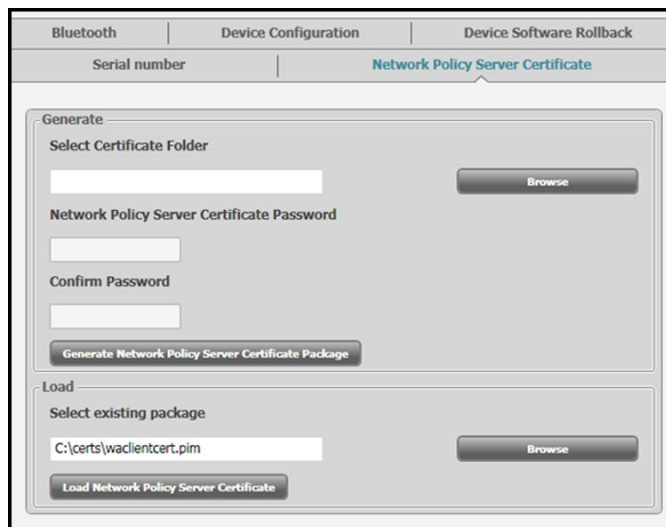 Bluetooth Device Configuration Device Software Rollback
Serial number Network Policy Server Certificate
Generate
Select Certificate Folder
Browse
Network Policy Server Certificate Password
Confirm Password
Generate Network Policy Server Certificate Package
Load
Select existing package
C:\certs\waclientcert.pim Browse
Load Network Policy Server Certificate